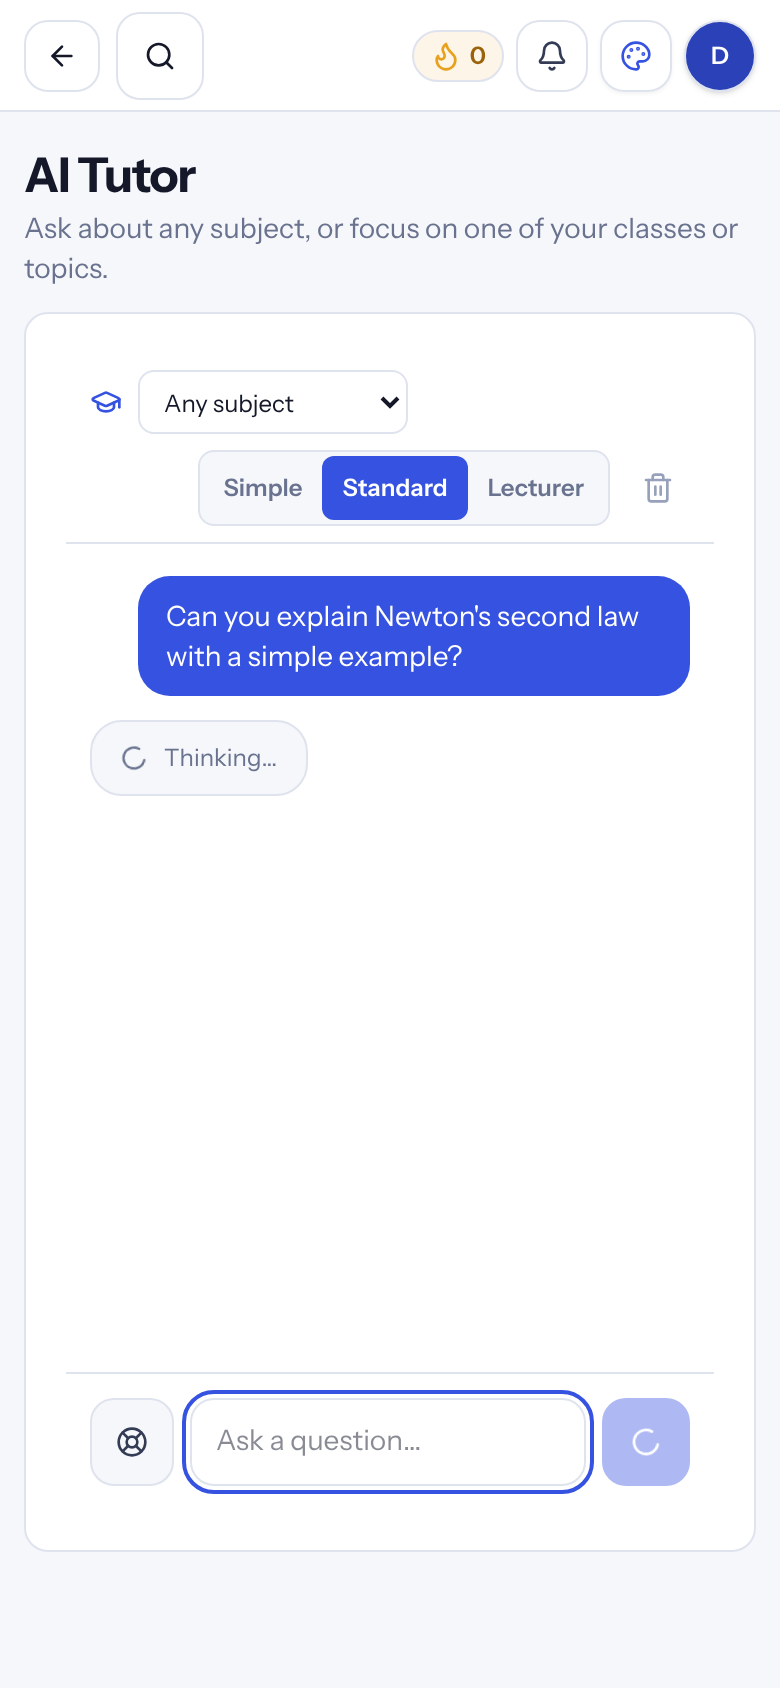 0
D
AI Tutor
Ask about any subject, or focus on one of your classes or
topics.
Any subject
Simple Standard Lecturer
Can you explain Newton's second law
with a simple example?
Thinking...
Ask a question...